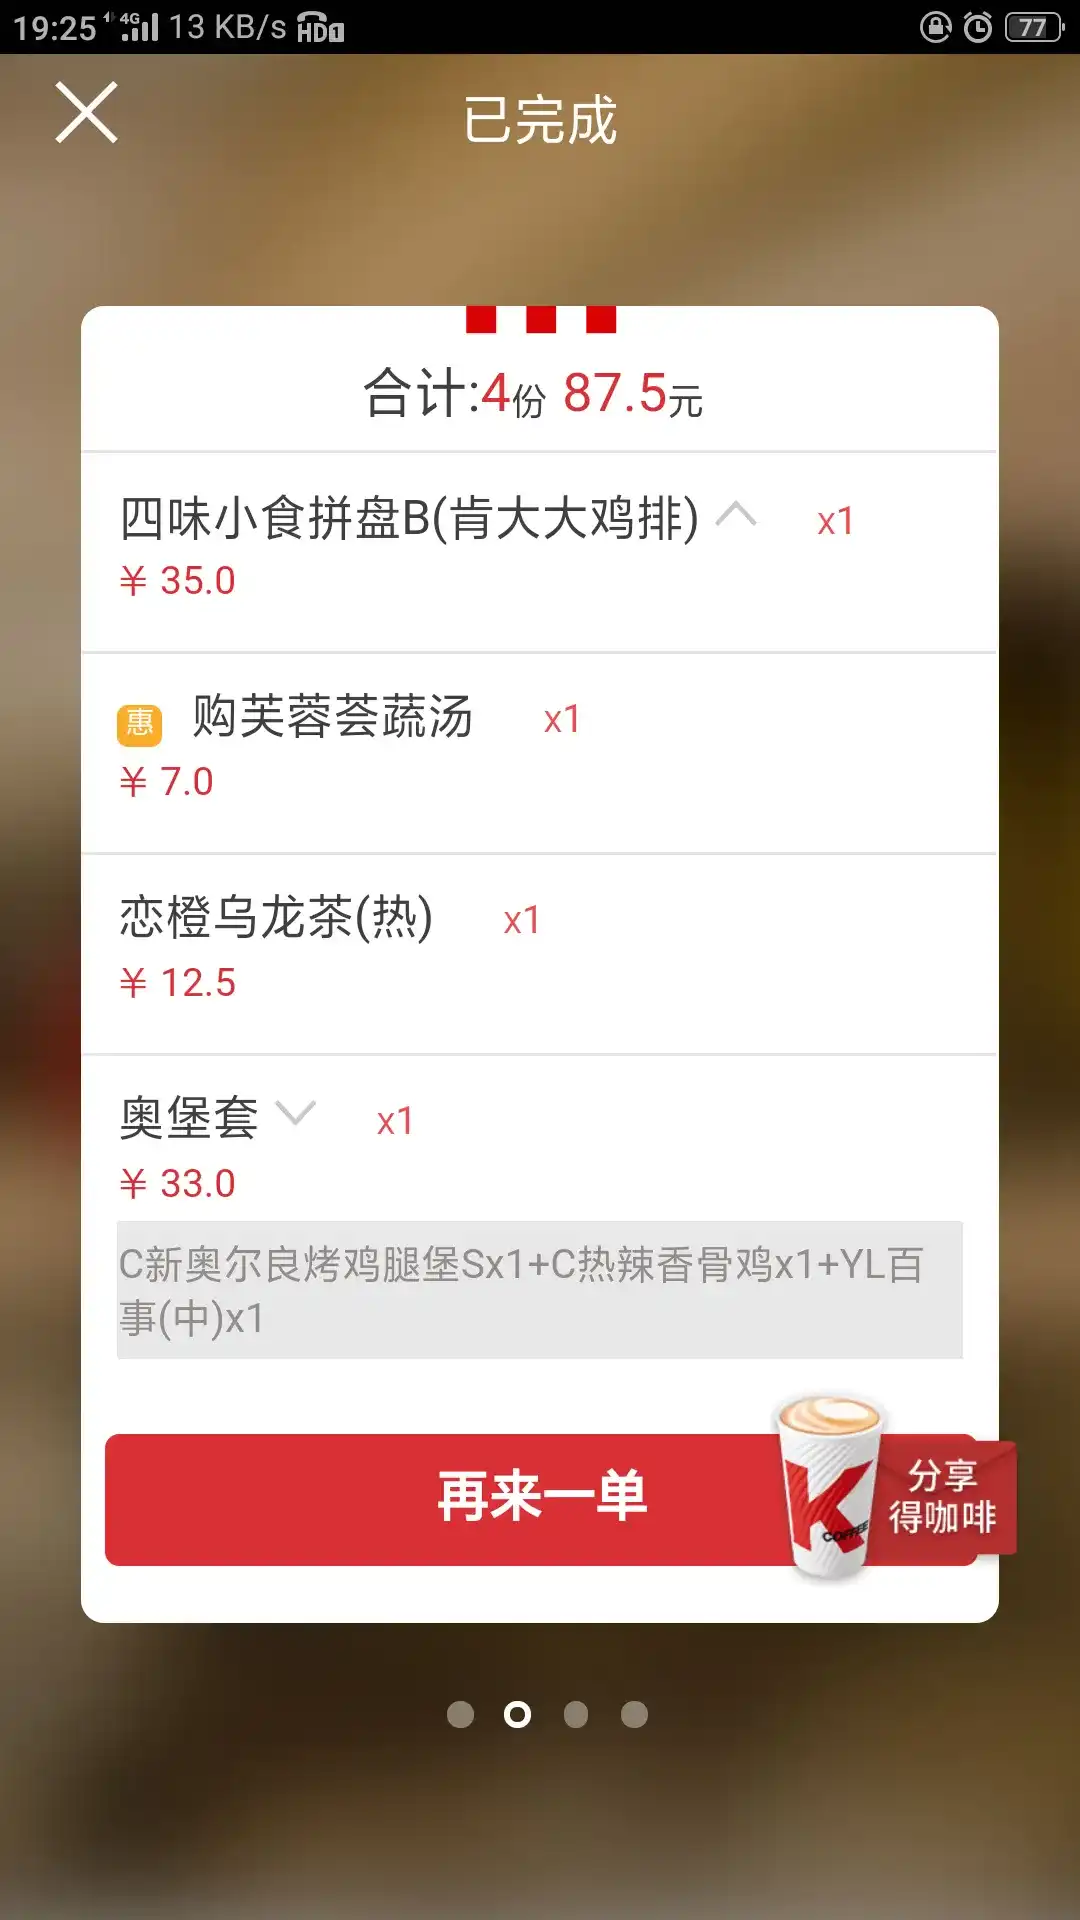 19:25 4G 13 KB/s HD1 77
已完成
合计:4份 87.5元
四味小食拼盘B(肯大大鸡排) x1
¥ 35.0
惠 购芙蓉荟蔬汤 x1
¥ 7.0
恋橙乌龙茶(热) x1
¥ 12.5
奥堡套 x1
¥ 33.0
C新奥尔良烤鸡腿堡Sx1+C热辣香骨鸡x1+YL百
事(中)x1
再来一单
K COFFEE
分享
得咖啡